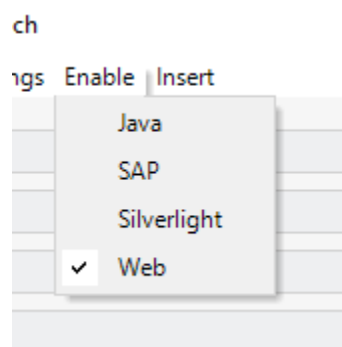 ch
ngs Enable Insert
Java
SAP
Silverlight
Web